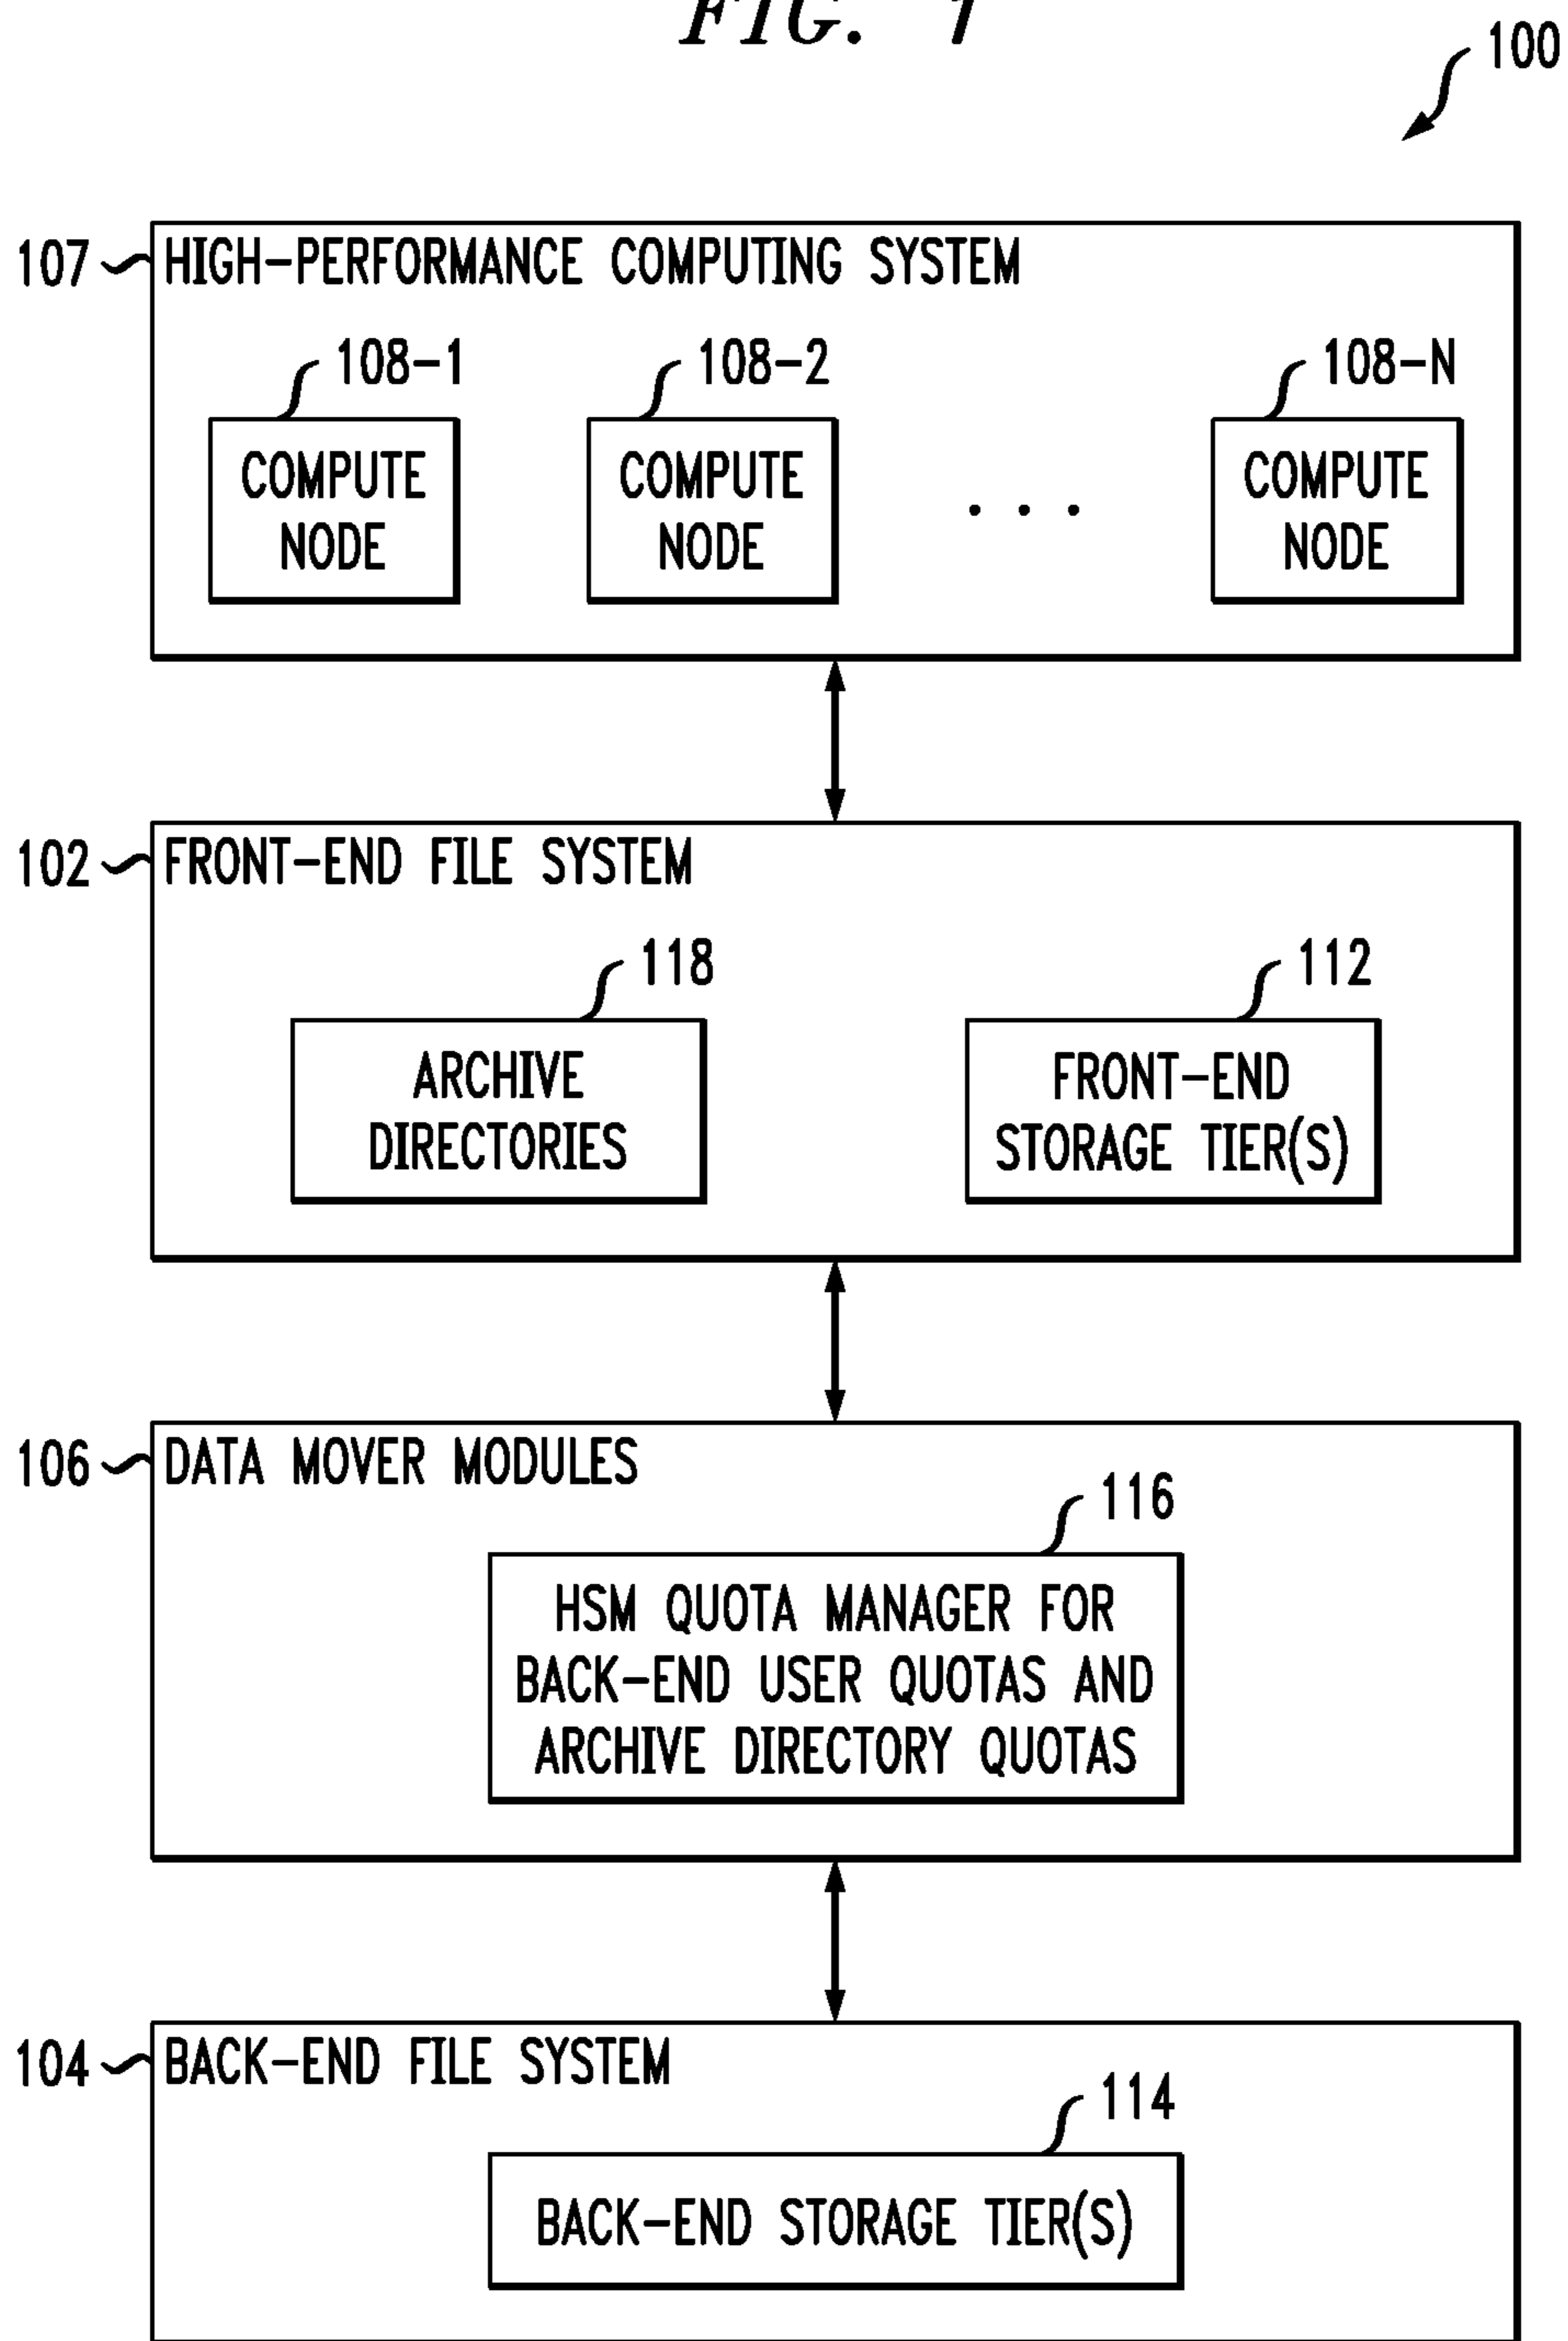 FIG. 1
100
107
HIGH-PERFORMANCE COMPUTING SYSTEM
108-1
108-2
108-N
COMPUTE
NODE
COMPUTE
NODE
. . .
COMPUTE
NODE
102
FRONT-END FILE SYSTEM
118
112
ARCHIVE
DIRECTORIES
FRONT-END
STORAGE TIER(S)
106
DATA MOVER MODULES
116
HSM QUOTA MANAGER FOR
BACK-END USER QUOTAS AND
ARCHIVE DIRECTORY QUOTAS
104
BACK-END FILE SYSTEM
114
BACK-END STORAGE TIER(S)